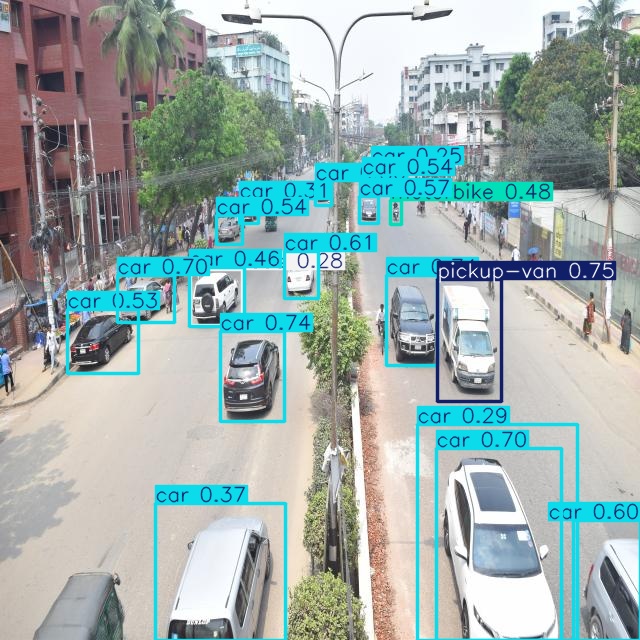 car 0.25
car 0.54
car
car 0.31
car 0.57
bike 0.48
car 0.54
car 0.61
car 0.70
car 0.46
0.28
car
pickup-van 0.75
car 0.53
car 0.74
car 0.29
car 0.70
car 0.37
car 0.60